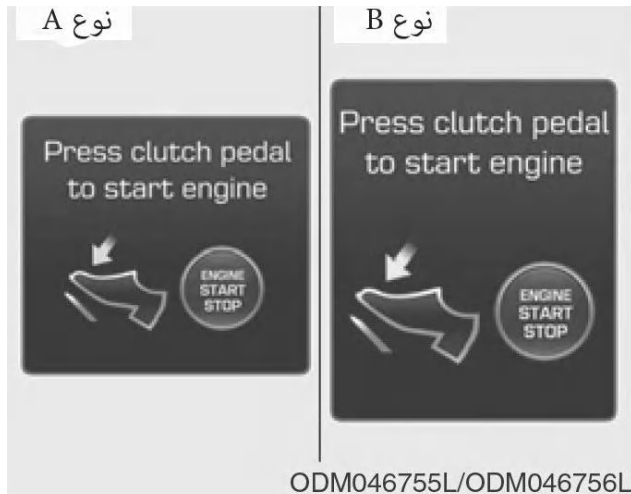 نوع A
Press clutch pedal
to start engine
ENGINE
START
STOP
نوع B
Press clutch pedal
to start engine
ENGINE
START
STOP
ODM046755L/ODM046756L